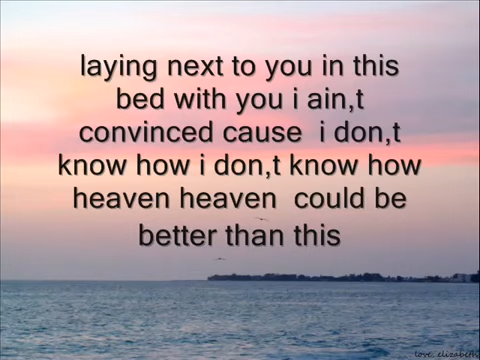 laying next to you in this
bed with you i ain,t
convinced cause  i don,t
know how i don,t know how
heaven heaven  could be
better than this
love, elizabeth